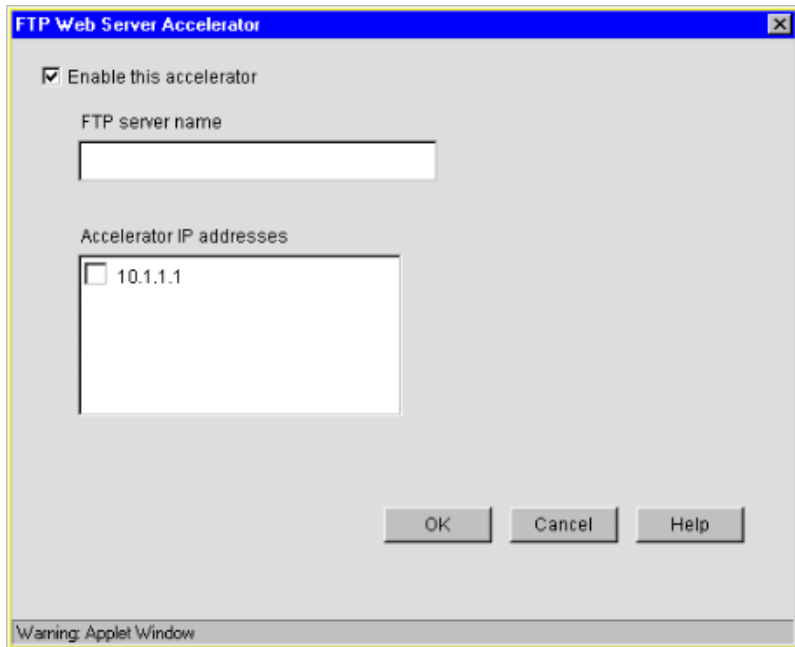 FTP Web Server Accelerator
Enable this accelerator
FTP server name
Accelerator IP addresses
10.1.1.1
OK Cancel Help
Warning: Applet Window